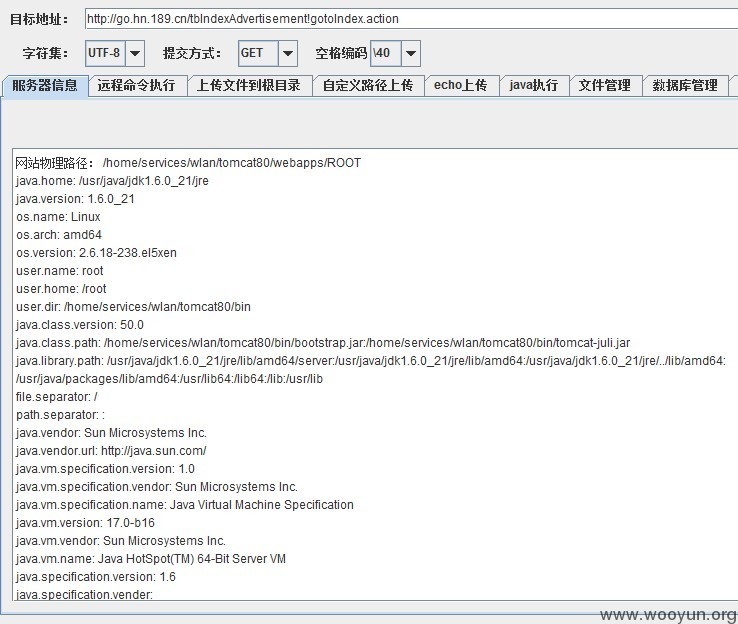 目标地址： http://go.hn.189.cn/tbIndexAdvertisement!gotoIndex.action
字符集： UTF-8 提交方式： GET 空格编码 \40
服务器信息 远程命令执行 上传文件到根目录 自定义路径上传 echo上传 java执行 文件管理 数据库管理
网站物理路径： /home/services/wlan/tomcat80/webapps/ROOT
java.home: /usr/java/jdk1.6.0_21/jre
java.version: 1.6.0_21
os.name: Linux
os.arch: amd64
os.version: 2.6.18-238.el5xen
user.name: root
user.home: /root
user.dir: /home/services/wlan/tomcat80/bin
java.class.version: 50.0
java.class.path: /home/services/wlan/tomcat80/bin/bootstrap.jar:/home/services/wlan/tomcat80/bin/tomcat-juli.jar
java.library.path: /usr/java/jdk1.6.0_21/jre/lib/amd64/server:/usr/java/jdk1.6.0_21/jre/lib/amd64:/usr/java/jdk1.6.0_21/jre/../lib/amd64:
/usr/java/packages/lib/amd64:/usr/lib64:/lib64:/lib:/usr/lib
file.separator: /
path.separator: :
java.vendor: Sun Microsystems Inc.
java.vendor.url: http://java.sun.com/
java.vm.specification.version: 1.0
java.vm.specification.vendor: Sun Microsystems Inc.
java.vm.specification.name: Java Virtual Machine Specification
java.vm.version: 17.0-b16
java.vm.vendor: Sun Microsystems Inc.
java.vm.name: Java HotSpot(TM) 64-Bit Server VM
java.specification.version: 1.6
java.specification.vender:
www.wooyun.org